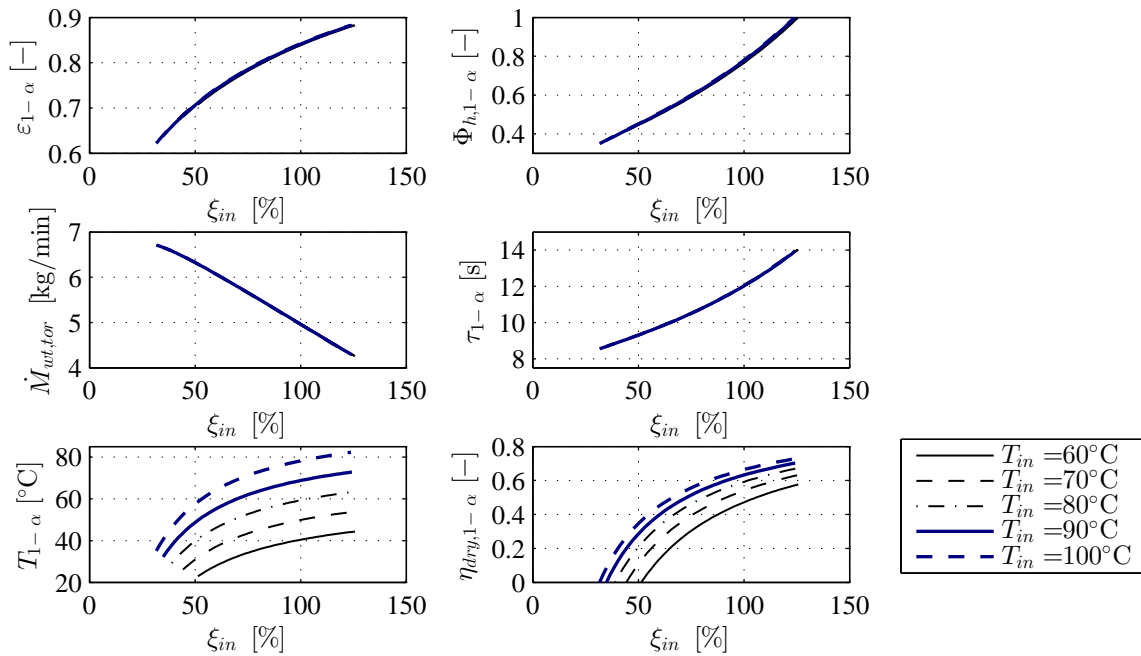 0.9
0.8
0.7
0.6
0 50 100 150
ξin [%]
ε1− α [−]
1
0.8
0.6
0.4
0 50 100 150
ξin [%]
Φh,1− α [−]
7
6
5
4
0 50 100 150
ξin [%]
Ṁwt,tor [kg/min]
14
12
10
8
0 50 100 150
ξin [%]
τ1− α [s]
80
60
40
20
0 50 100 150
ξin [%]
T1− α [°C]
0.8
0.6
0.4
0.2
0
0 50 100 150
ξin [%]
ηdry,1− α [−]
Tin =60°C
Tin =70°C
Tin =80°C
Tin =90°C
Tin =100°C